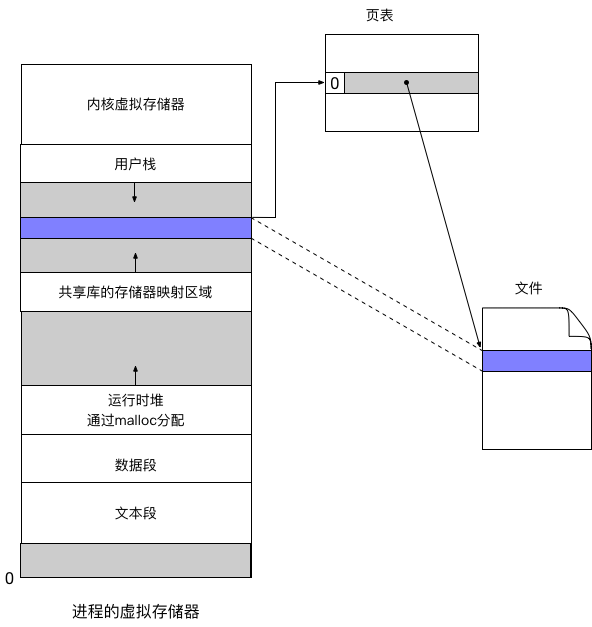 页表
0
内核虚拟存储器
用户栈
共享库的存储器映射区域
文件
运行时堆
通过malloc分配
数据段
文本段
0
进程的虚拟存储器